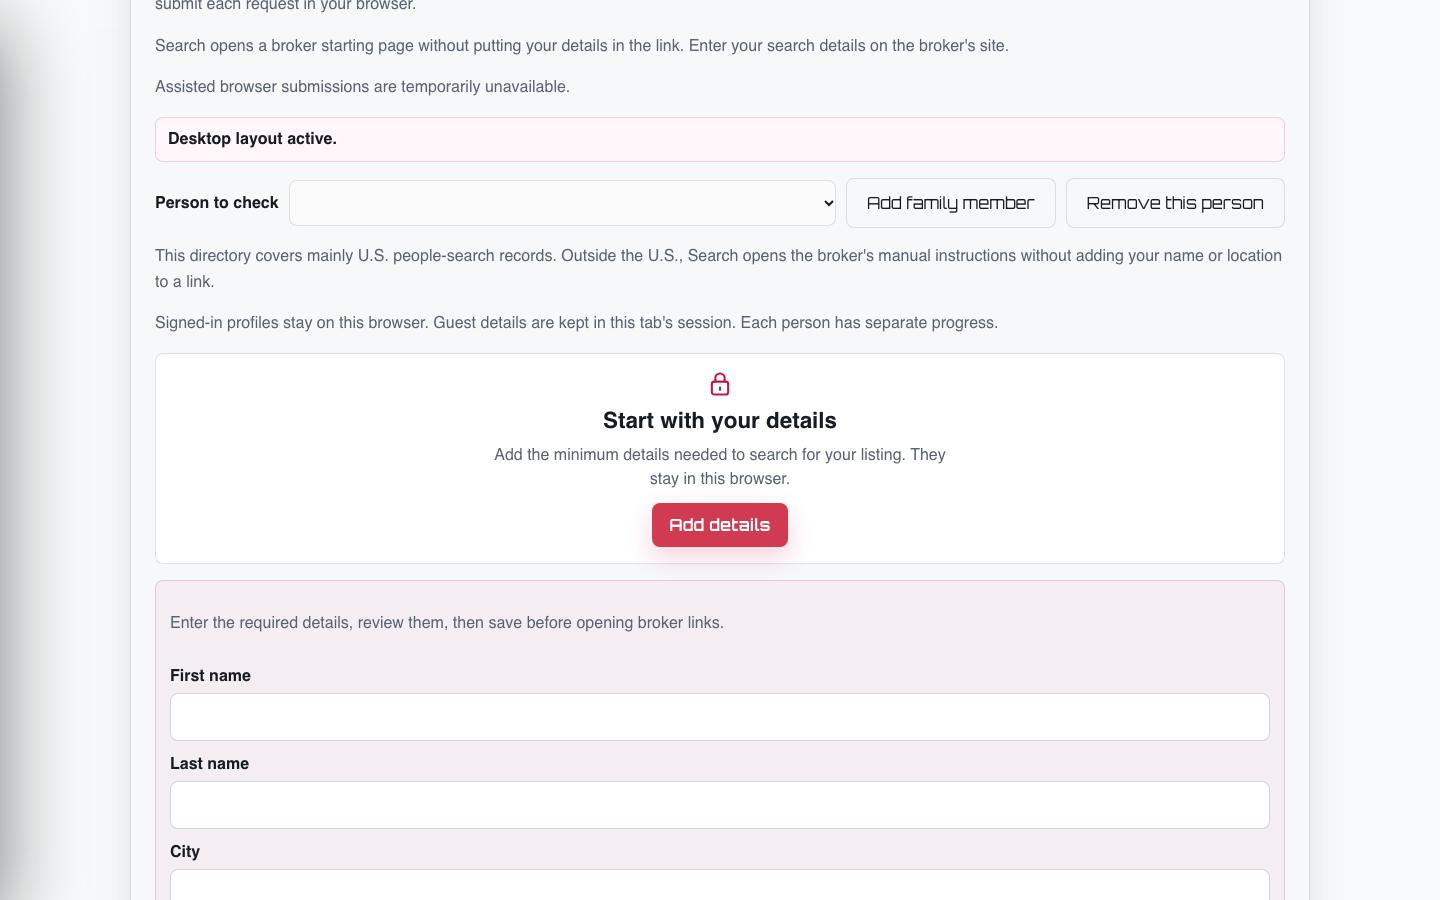 submit each request in your browser.
Search opens a broker starting page without putting your details in the link. Enter your search details on the broker's site.
Assisted browser submissions are temporarily unavailable.
Desktop layout active.
Person to check
Add family member
Remove this person
This directory covers mainly U.S. people-search records. Outside the U.S., Search opens the broker's manual instructions without adding your name or location
to a link.
Signed-in profiles stay on this browser. Guest details are kept in this tab's session. Each person has separate progress.
Start with your details
Add the minimum details needed to search for your listing. They
stay in this browser.
Add details
Enter the required details, review them, then save before opening broker links.
First name
Last name
City